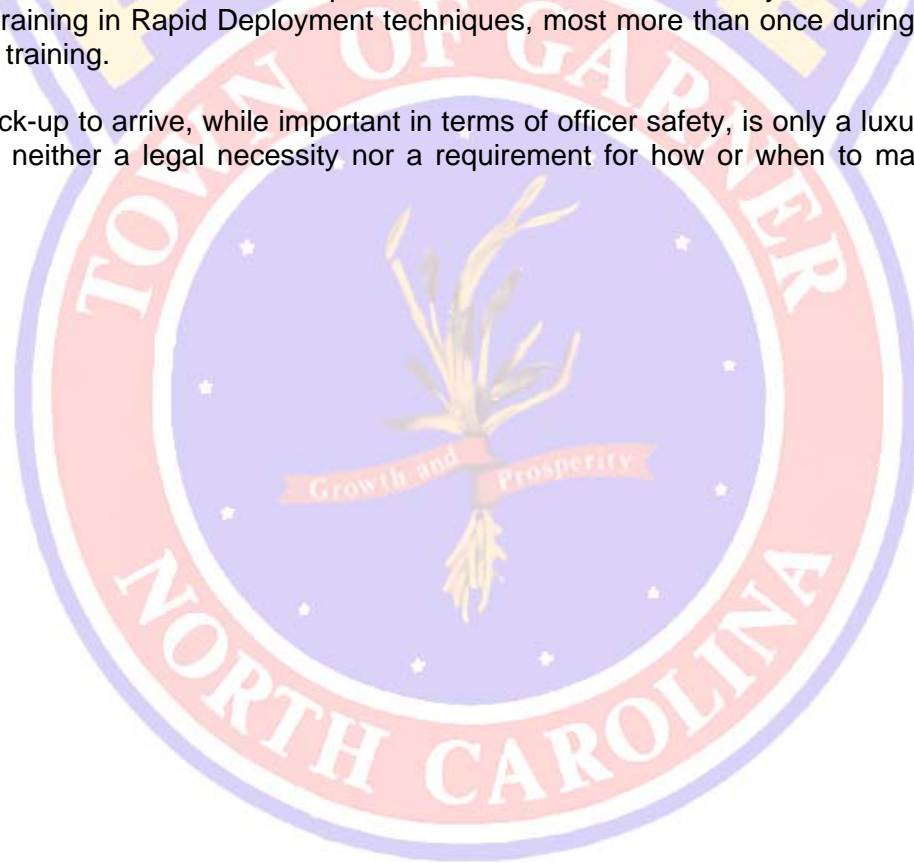 raining in Rapid Deployment techniques, most more than once during
training.
ck-up to arrive, while important in terms of officer safety, is only a luxu
neither a legal necessity nor a requirement for how or when to ma
TOWN OF GARNER
Growth and Prosperity
NORTH CAROLINA